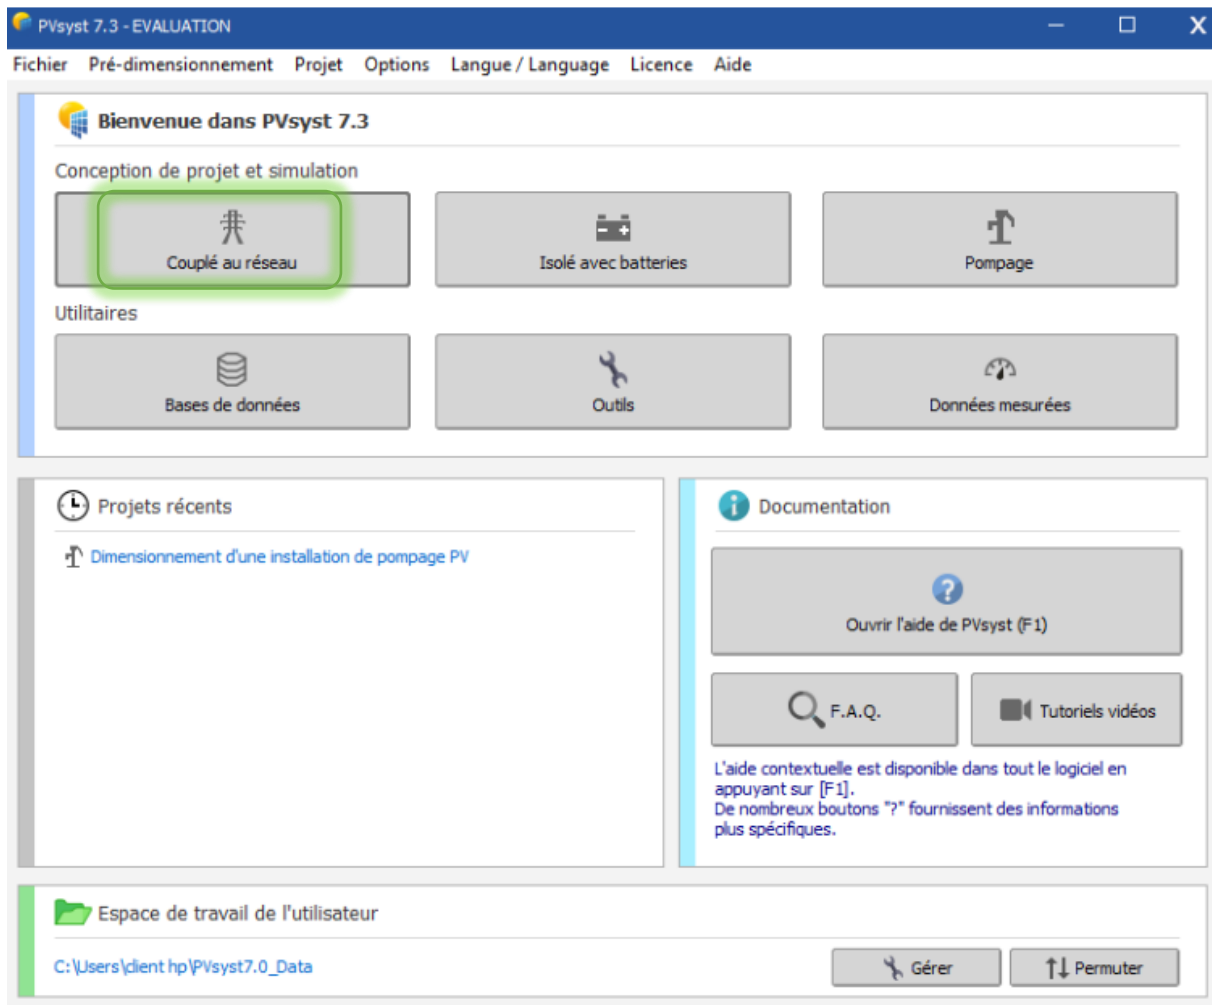 PVsyst 7.3 - EVALUATION
Fichier Pré-dimensionnement Projet Options Langue / Language Licence Aide
Bienvenue dans PVsyst 7.3
Conception de projet et simulation
Couplé au réseau
Isolé avec batteries
Pompage
Utilitaires
Bases de données
Outils
Données mesurées
Projets récents
Dimensionnement d'une installation de pompage PV
Documentation
Ouvrir l'aide de PVsyst (F1)
F.A.Q.
Tutoriels vidéos
L'aide contextuelle est disponible dans tout le logiciel en
appuyant sur [F1].
De nombreux boutons "?" fournissent des informations
plus spécifiques.
Espace de travail de l'utilisateur
C:\Users\client hp\PVsyst7.0_Data
Gérer
Permuter